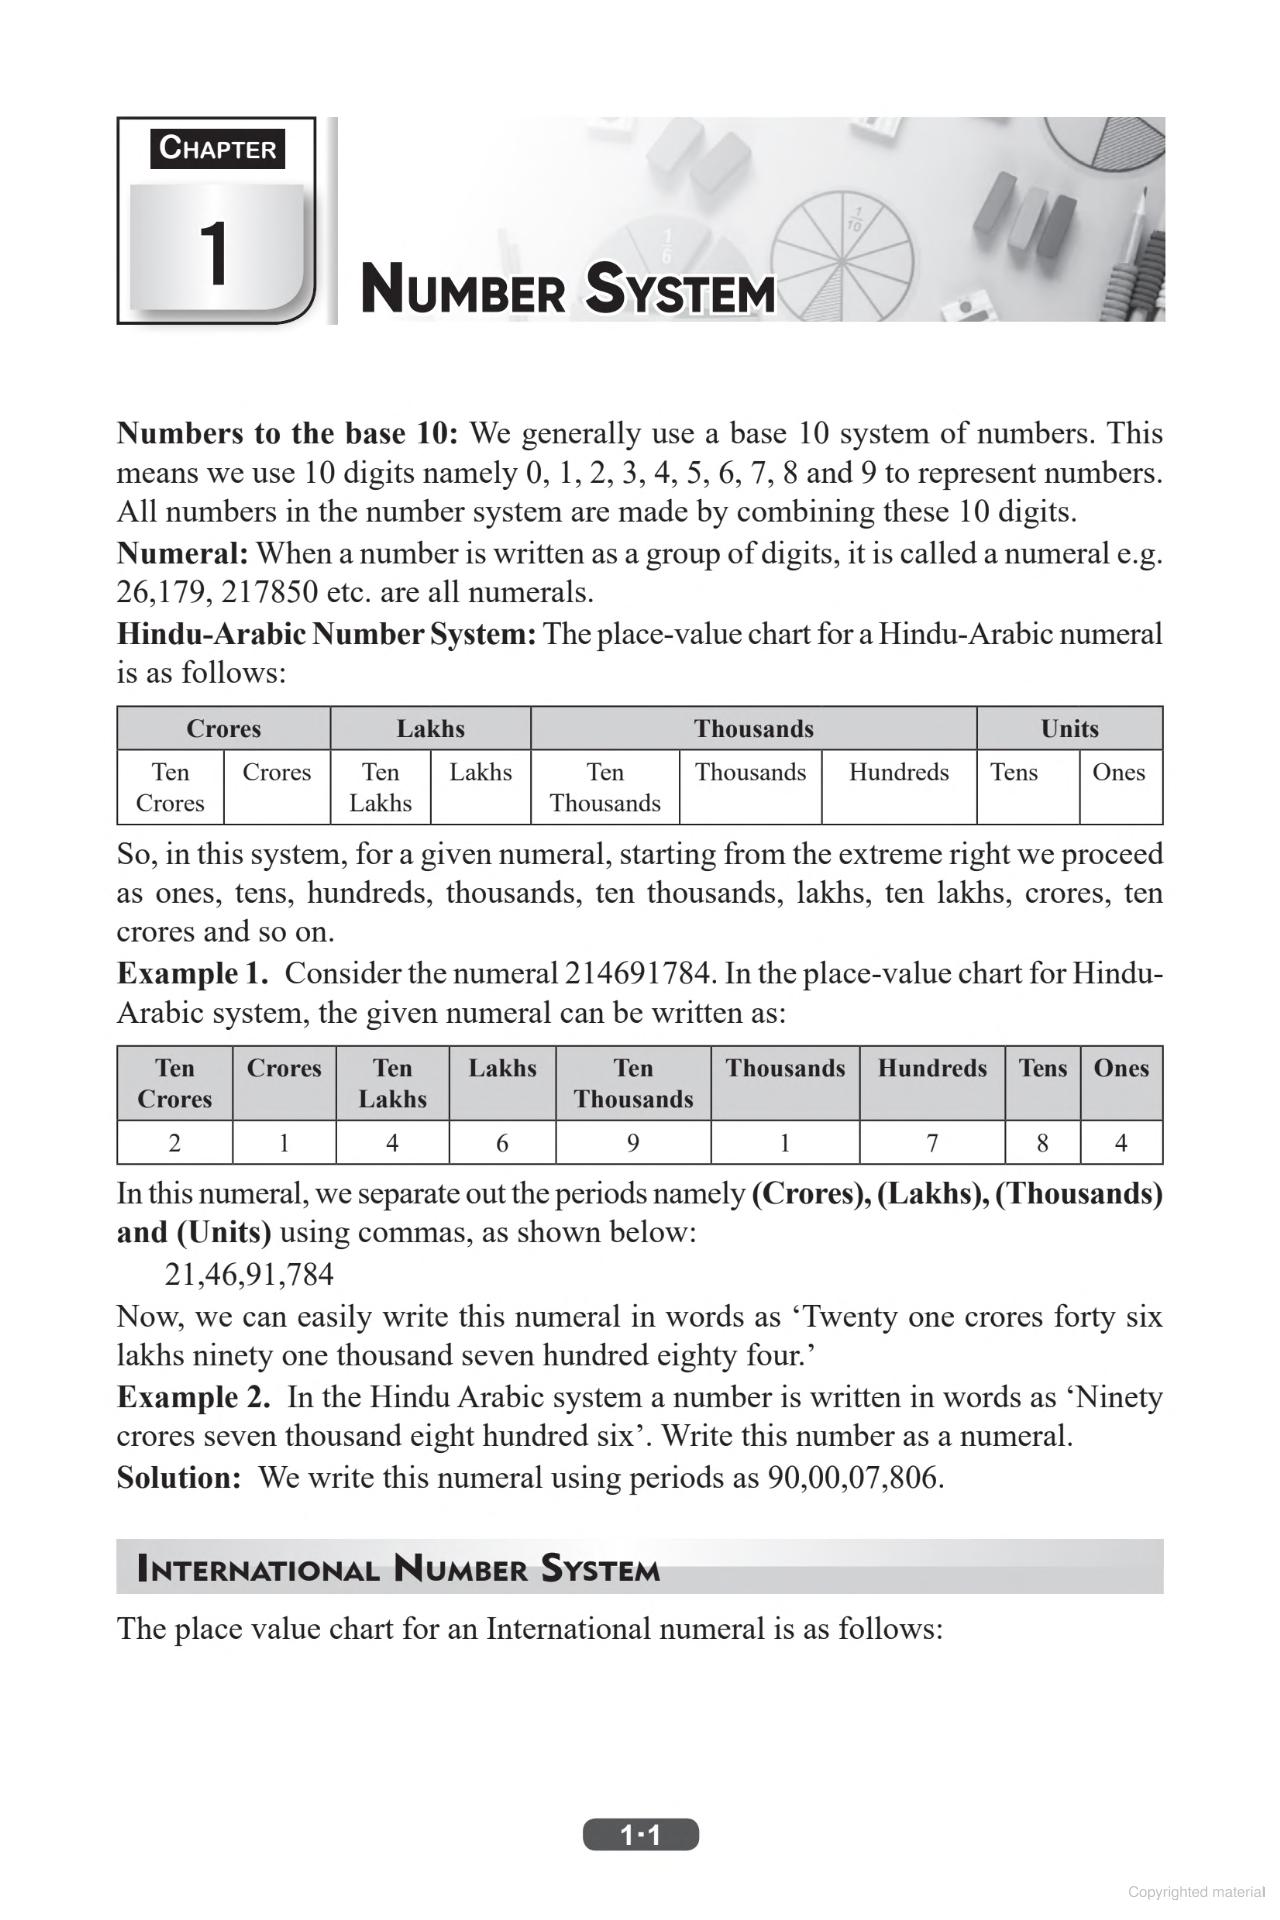 CHAPTER
1
NUMBER SYSTEM
1/10
1/6
Numbers to the base 10: We generally use a base 10 system of numbers. This
means we use 10 digits namely 0, 1, 2, 3, 4, 5, 6, 7, 8 and 9 to represent numbers.
All numbers in the number system are made by combining these 10 digits.
Numeral: When a number is written as a group of digits, it is called a numeral e.g.
26,179, 217850 etc. are all numerals.
Hindu-Arabic Number System: The place-value chart for a Hindu-Arabic numeral
is as follows:
Crores Lakhs Thousands Units
Ten Crores Ten Lakhs Ten Thousands Hundreds Tens Ones
Crores Lakhs Thousands
So, in this system, for a given numeral, starting from the extreme right we proceed
as ones, tens, hundreds, thousands, ten thousands, lakhs, ten lakhs, crores, ten
crores and so on.
Example 1. Consider the numeral 214691784. In the place-value chart for Hindu-
Arabic system, the given numeral can be written as:
Ten Crores Ten Lakhs Ten Thousands Hundreds Tens Ones
Crores Lakhs Thousands
2 1 4 6 9 1 7 8 4
In this numeral, we separate out the periods namely (Crores), (Lakhs), (Thousands)
and (Units) using commas, as shown below:
21,46,91,784
Now, we can easily write this numeral in words as ‘Twenty one crores forty six
lakhs ninety one thousand seven hundred eighty four.’
Example 2. In the Hindu Arabic system a number is written in words as ‘Ninety
crores seven thousand eight hundred six’. Write this number as a numeral.
Solution: We write this numeral using periods as 90,00,07,806.
INTERNATIONAL NUMBER SYSTEM
The place value chart for an International numeral is as follows:
1·1
Copyrighted material